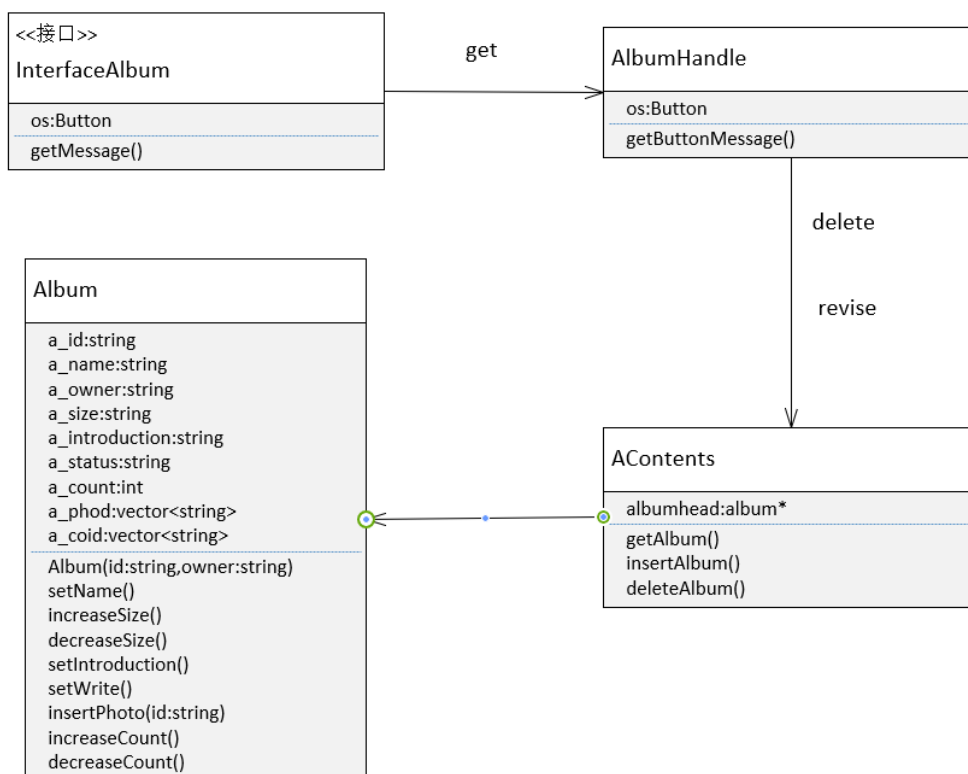 <<接口>>
InterfaceAlbum
os:Button
getMessage()
get
AlbumHandle
os:Button
getButtonMessage()
delete
revise
Album
a_id:string
a_name:string
a_owner:string
a_size:string
a_introduction:string
a_status:string
a_count:int
a_phod:vector<string>
a_coid:vector<string>
Album(id:string,owner:string)
setName()
increaseSize()
decreaseSize()
setIntroduction()
setWrite()
insertPhoto(id:string)
increaseCount()
decreaseCount()
AContents
albumhead:album*
getAlbum()
insertAlbum()
deleteAlbum()